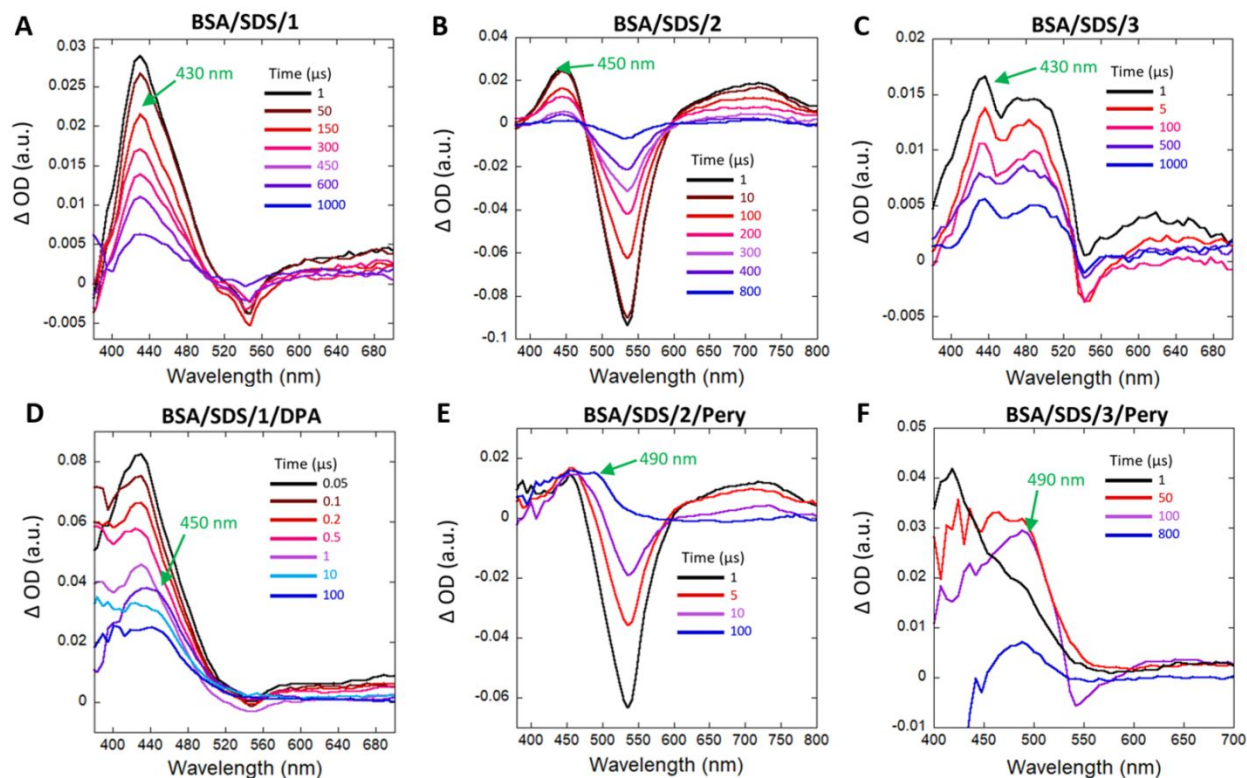 A
BSA/SDS/1
Δ OD (a.u.)
0.03
0.025
0.02
0.015
0.01
0.005
0
-0.005
430 nm
Time (µs)
1
50
150
300
450
600
1000
400 440 480 520 560 600 640 680
Wavelength (nm)
B
BSA/SDS/2
Δ OD (a.u.)
0.04
0.02
0
-0.02
-0.04
-0.06
-0.08
-0.1
450 nm
Time (µs)
1
10
100
200
300
400
800
400 450 500 550 600 650 700 750 800
Wavelength (nm)
C
BSA/SDS/3
Δ OD (a.u.)
0.02
0.015
0.01
0.005
0
-0.005
430 nm
Time (µs)
1
5
100
500
1000
400 440 480 520 560 600 640 680
Wavelength (nm)
D
BSA/SDS/1/DPA
Δ OD (a.u.)
0.08
0.06
0.04
0.02
0
450 nm
Time (µs)
0.05
0.1
0.2
0.5
1
10
100
400 440 480 520 560 600 640 680
Wavelength (nm)
E
BSA/SDS/2/Pery
Δ OD (a.u.)
0.04
0.02
0
-0.02
-0.04
-0.06
490 nm
Time (µs)
1
5
10
100
400 450 500 550 600 650 700 750 800
Wavelength (nm)
F
BSA/SDS/3/Pery
Δ OD (a.u.)
0.05
0.04
0.03
0.02
0.01
0
-0.01
490 nm
Time (µs)
1
50
100
800
400 450 500 550 600 650 700
Wavelength (nm)